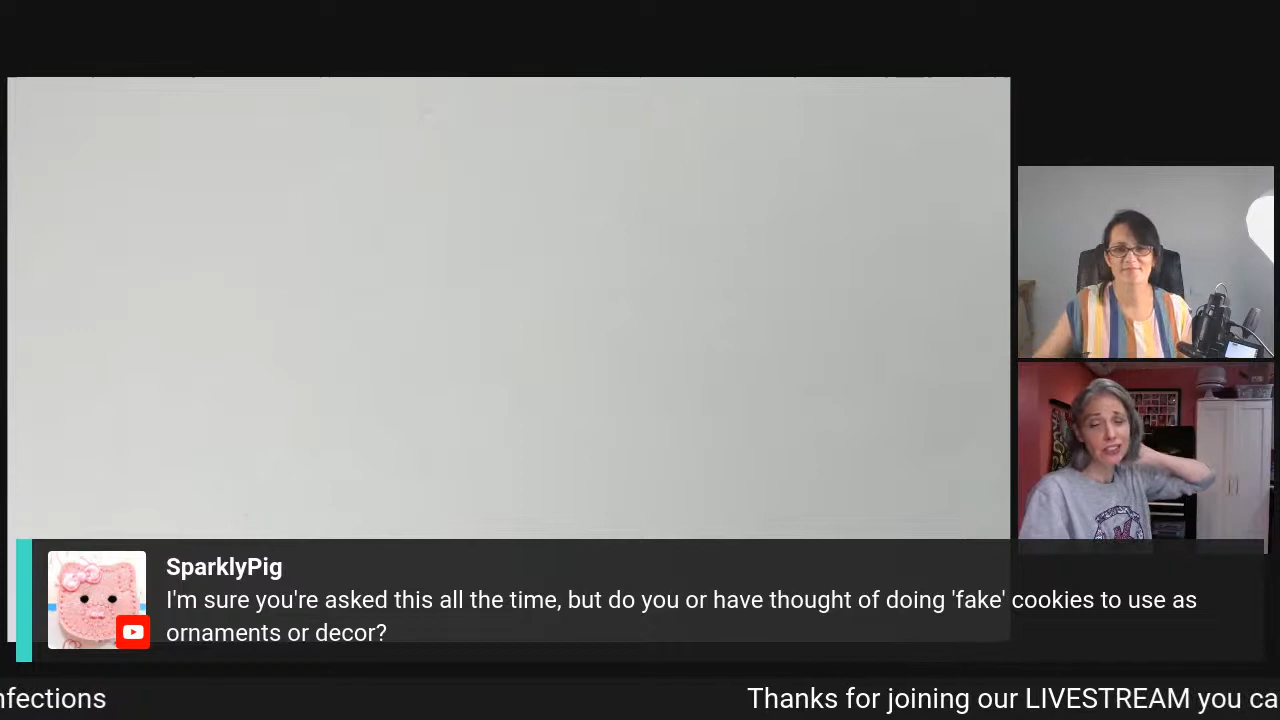 SparklyPig
I'm sure you're asked this all the time, but do you or have thought of doing 'fake' cookies to use as
ornaments or decor?
nfections
Thanks for joining our LIVESTREAM you ca